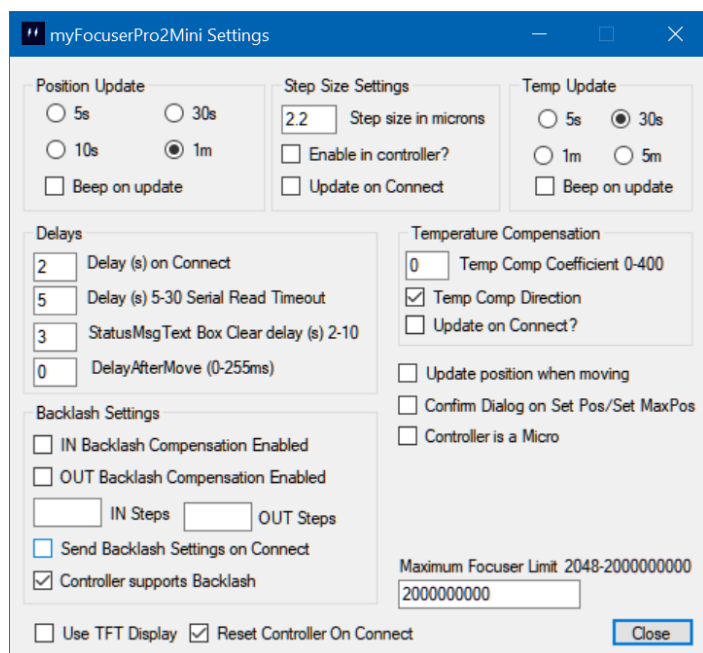 myFocuserPro2Mini Settings
Position Update
5s
30s
10s
1m
Beep on update
Step Size Settings
2.2 Step size in microns
Enable in controller?
Update on Connect
Temp Update
5s
30s
1m
5m
Beep on update
Delays
2 Delay (s) on Connect
5 Delay (s) 5-30 Serial Read Timeout
3 StatusMsgText Box Clear delay (s) 2-10
0 DelayAfterMove (0-255ms)
Temperature Compensation
0 Temp Comp Coefficient 0-400
Temp Comp Direction
Update on Connect?
Update position when moving
Confirm Dialog on Set Pos/Set MaxPos
Controller is a Micro
Backlash Settings
IN Backlash Compensation Enabled
OUT Backlash Compensation Enabled
IN Steps
OUT Steps
Send Backlash Settings on Connect
Controller supports Backlash
Maximum Focuser Limit 2048-2000000000
2000000000
Use TFT Display
Reset Controller On Connect
Close